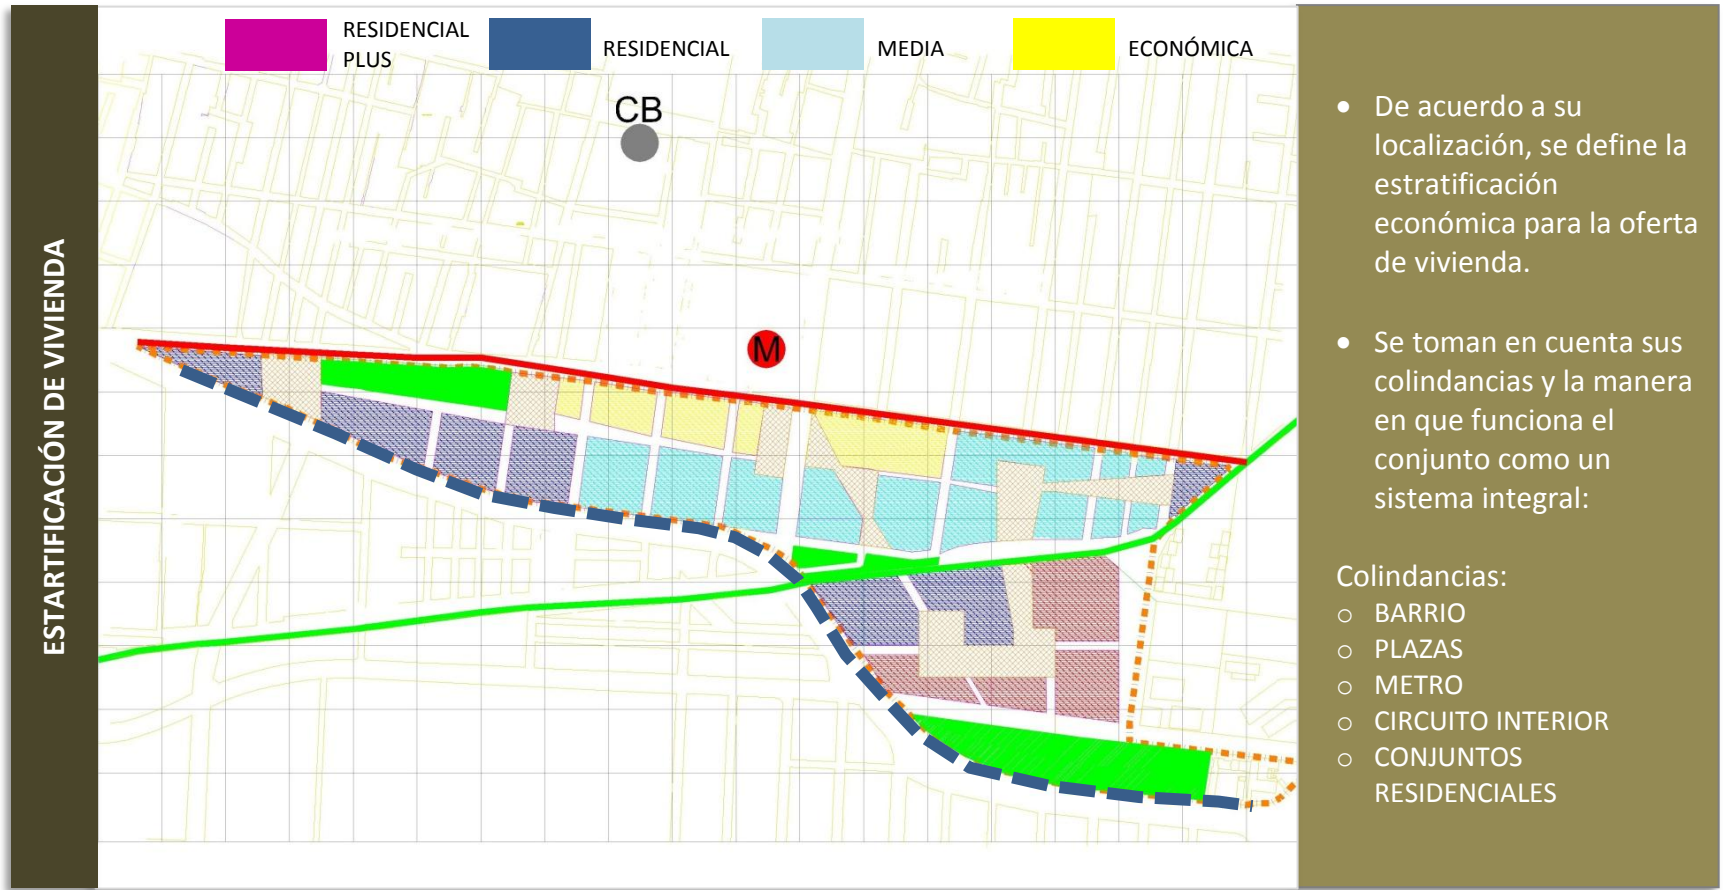 ESTARTIFICACIÓN DE VIVIENDA
RESIDENCIAL
PLUS
RESIDENCIAL
MEDIA
ECONÓMICA
CB
M
• De acuerdo a su
localización, se define la
estratificación
económica para la oferta
de vivienda.
• Se toman en cuenta sus
colindancias y la manera
en que funciona el
conjunto como un
sistema integral:
Colindancias:
o BARRIO
o PLAZAS
o METRO
o CIRCUITO INTERIOR
o CONJUNTOS
RESIDENCIALES